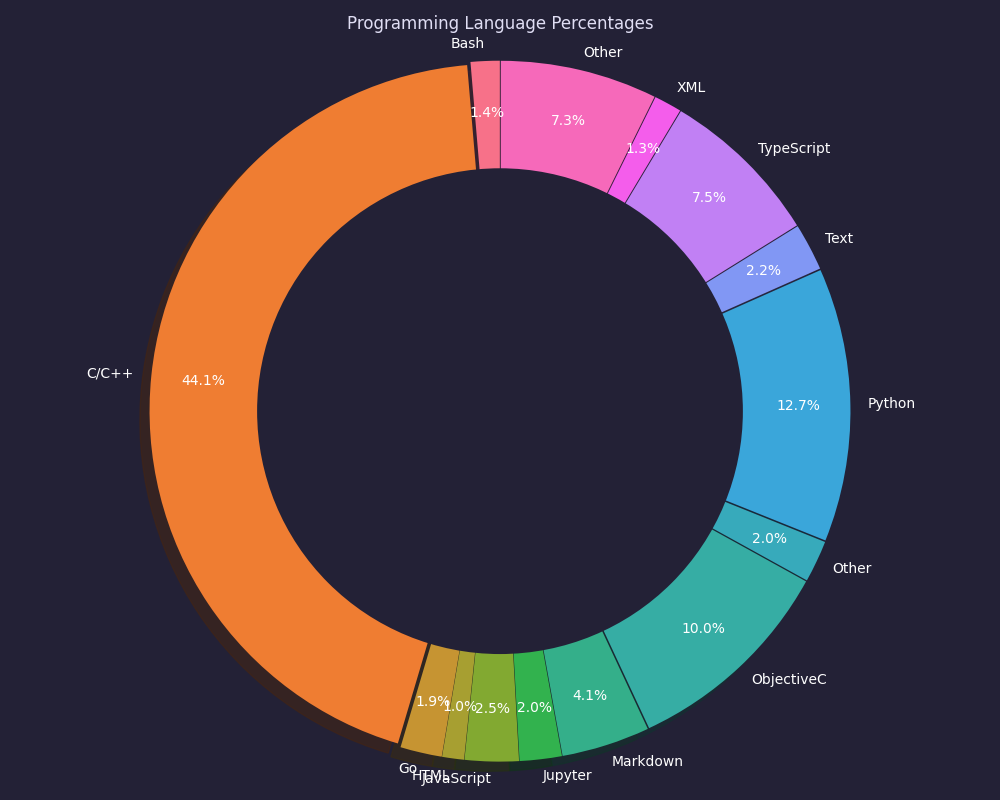 Programming Language Percentages
Bash
1.4%
C/C++
44.1%
Go
1.9%
HTML
1.0%
JavaScript
2.5%
Jupyter
2.0%
Markdown
4.1%
ObjectiveC
10.0%
Other
2.0%
Python
12.7%
Text
2.2%
TypeScript
7.5%
XML
1.3%
Other
7.3%